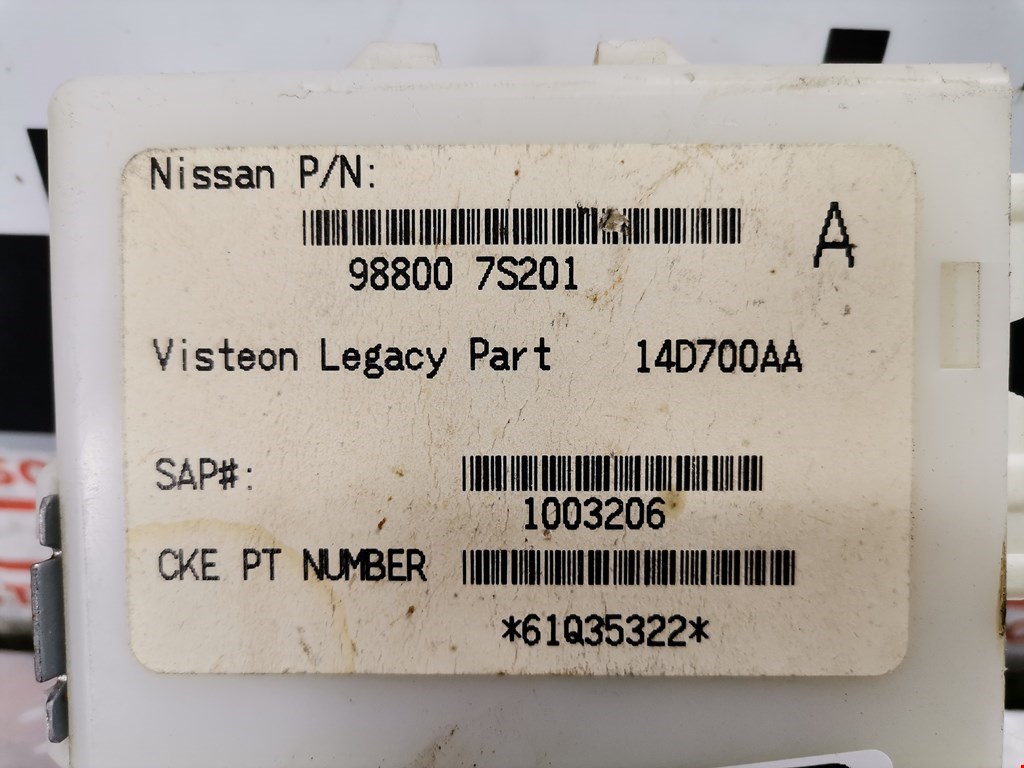 Nissan P/N:
A
98800 7S201
Visteon Legacy Part 14D700AA
SAP#:
1003206
CKE PT NUMBER
*61Q35322*